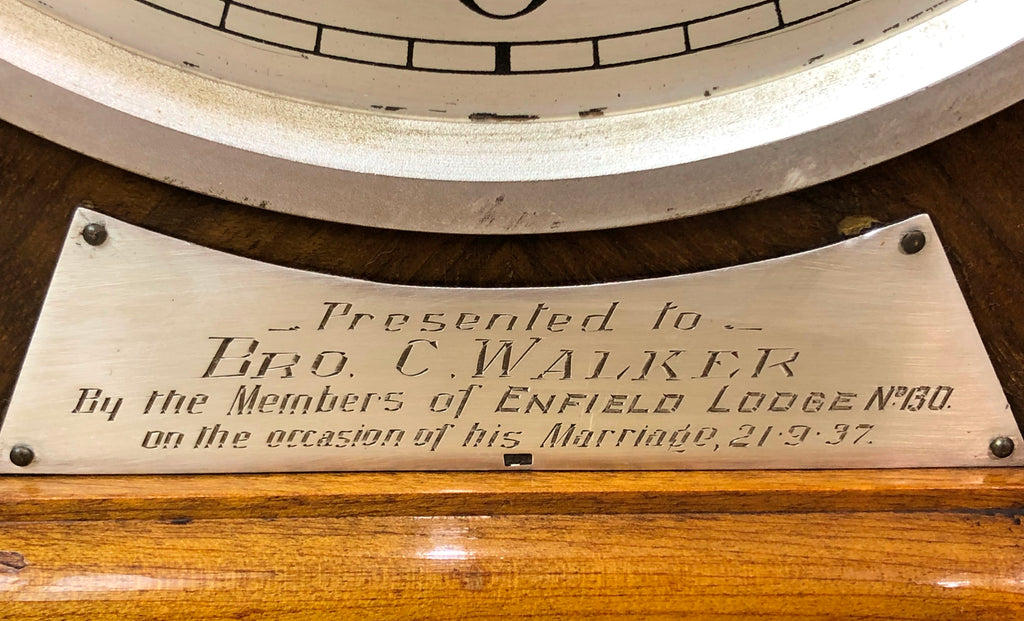 Presented to
BRO. C. WALKER
By the Members of ENFIELD LODGE Nº130.
on the occasion of his Marriage, 21·9·37.